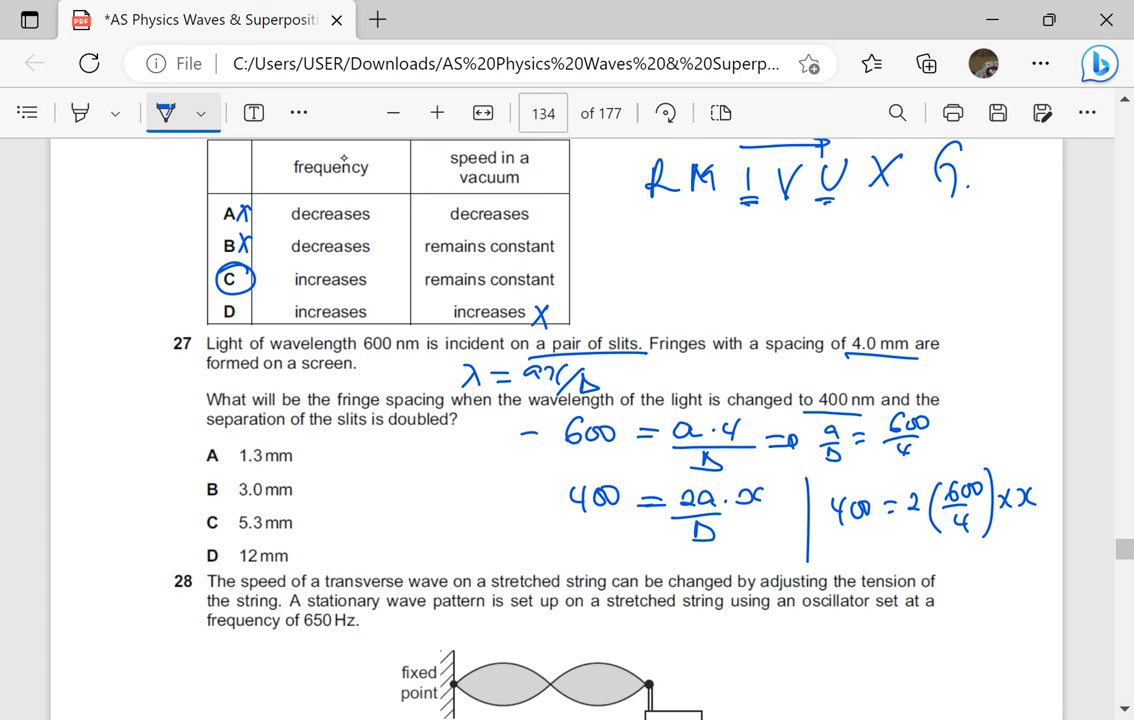 *AS Physics Waves & Superpositi
File C:/Users/USER/Downloads/AS%20Physics%20Waves%20&%20Superp...
134 of 177
frequency speed in a vacuum
R M I V U X G.
A X decreases decreases
B X decreases remains constant
C increases remains constant
D increases increases X
27 Light of wavelength 600 nm is incident on a pair of slits. Fringes with a spacing of 4.0 mm are
formed on a screen.
λ = ax/D
What will be the fringe spacing when the wavelength of the light is changed to 400 nm and the
separation of the slits is doubled?
- 600 = a·4/D => a/D = 600/4
A 1.3 mm
B 3.0 mm
400 = 2a·x/D | 400 = 2(600/4) × x
C 5.3 mm
D 12 mm
28 The speed of a transverse wave on a stretched string can be changed by adjusting the tension of
the string. A stationary wave pattern is set up on a stretched string using an oscillator set at a
frequency of 650 Hz.
fixed
point